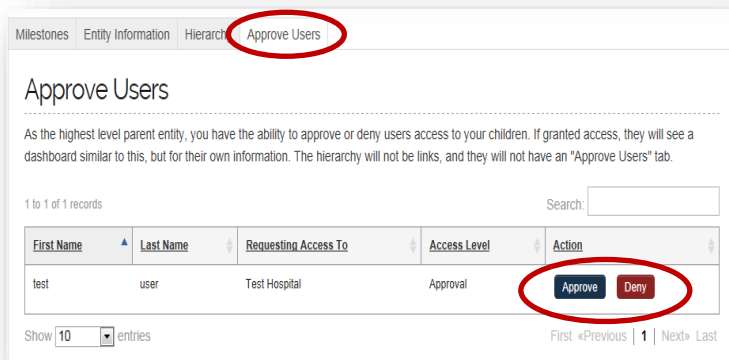 Milestones Entity Information Hierarchy Approve Users
Approve Users
As the highest level parent entity, you have the ability to approve or deny users access to your children. If granted access, they will see a
dashboard similar to this, but for their own information. The hierarchy will not be links, and they will not have an "Approve Users" tab.
1 to 1 of 1 records Search:
First Name Last Name Requesting Access To Access Level Action
test user Test Hospital Approval Approve Deny
Show 10 entries First «Previous | 1 | Next» Last